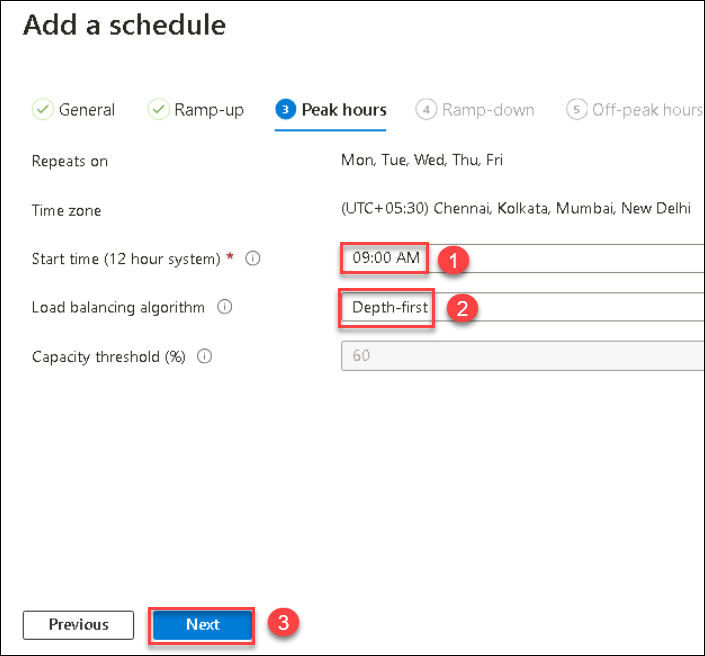 Add a schedule
General Ramp-up 3 Peak hours 4 Ramp-down 5 Off-peak hours
Repeats on Mon, Tue, Wed, Thu, Fri
Time zone (UTC+05:30) Chennai, Kolkata, Mumbai, New Delhi
Start time (12 hour system) * 09:00 AM 1
Load balancing algorithm Depth-first 2
Capacity threshold (%) 60
Previous Next 3